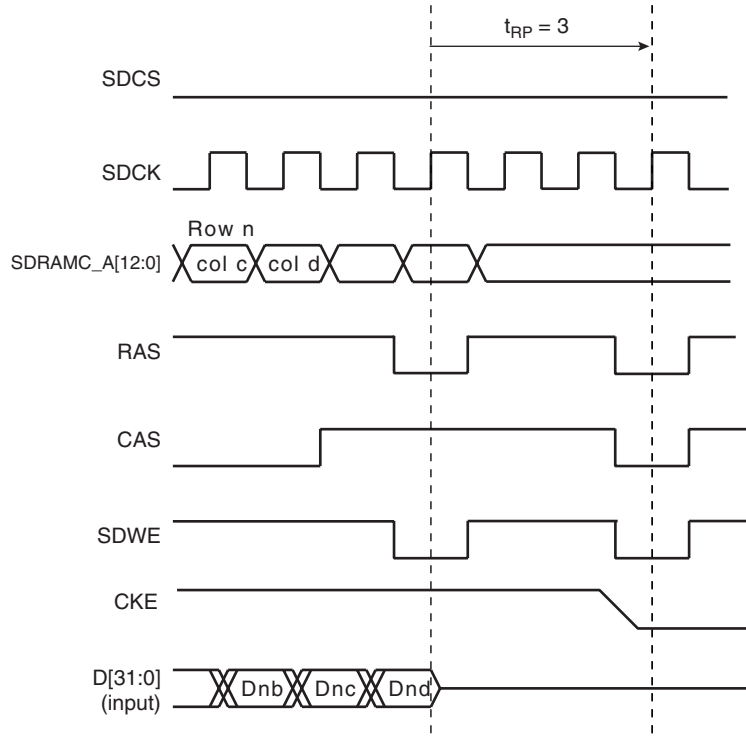 t_RP = 3
SDCS
SDCK
Row n
SDRAMC_A[12:0]
col c
col d
RAS
CAS
SDWE
CKE
D[31:0]
(input)
Dnb
Dnc
Dnd